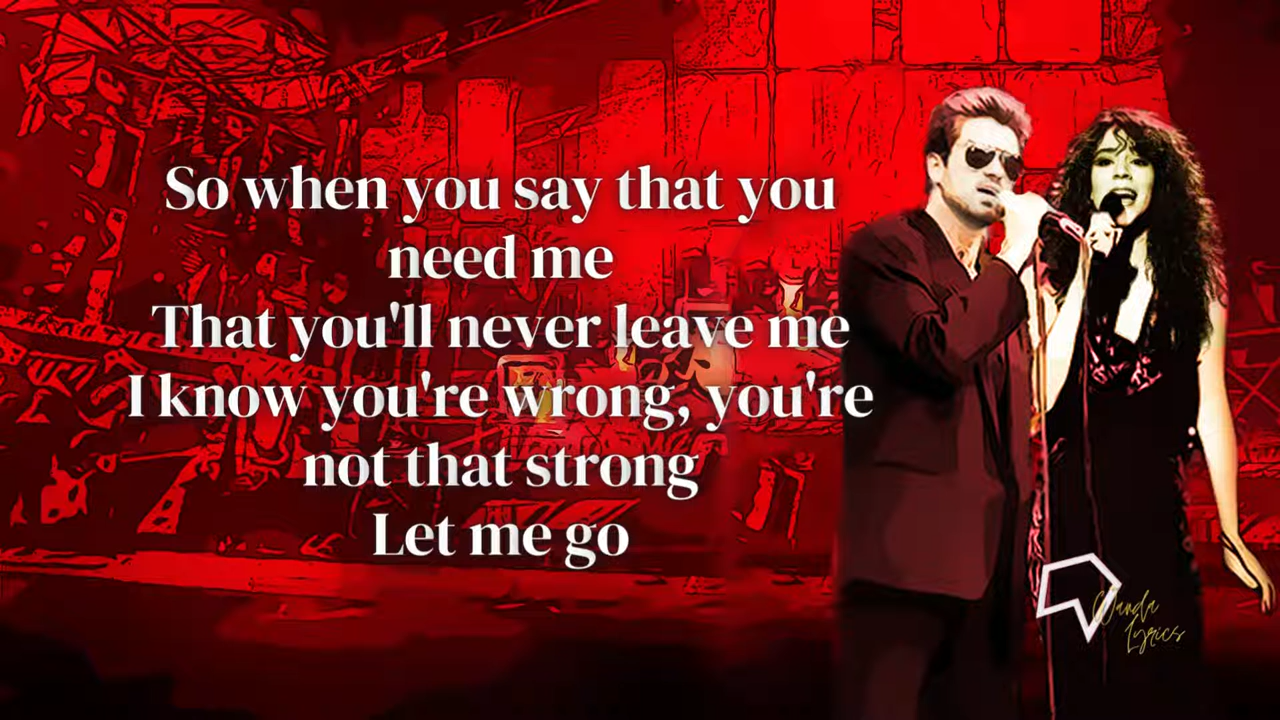 So when you say that you
need me
That you'll never leave me
I know you're wrong, you're
not that strong
Let me go
Wanda
Lyrics